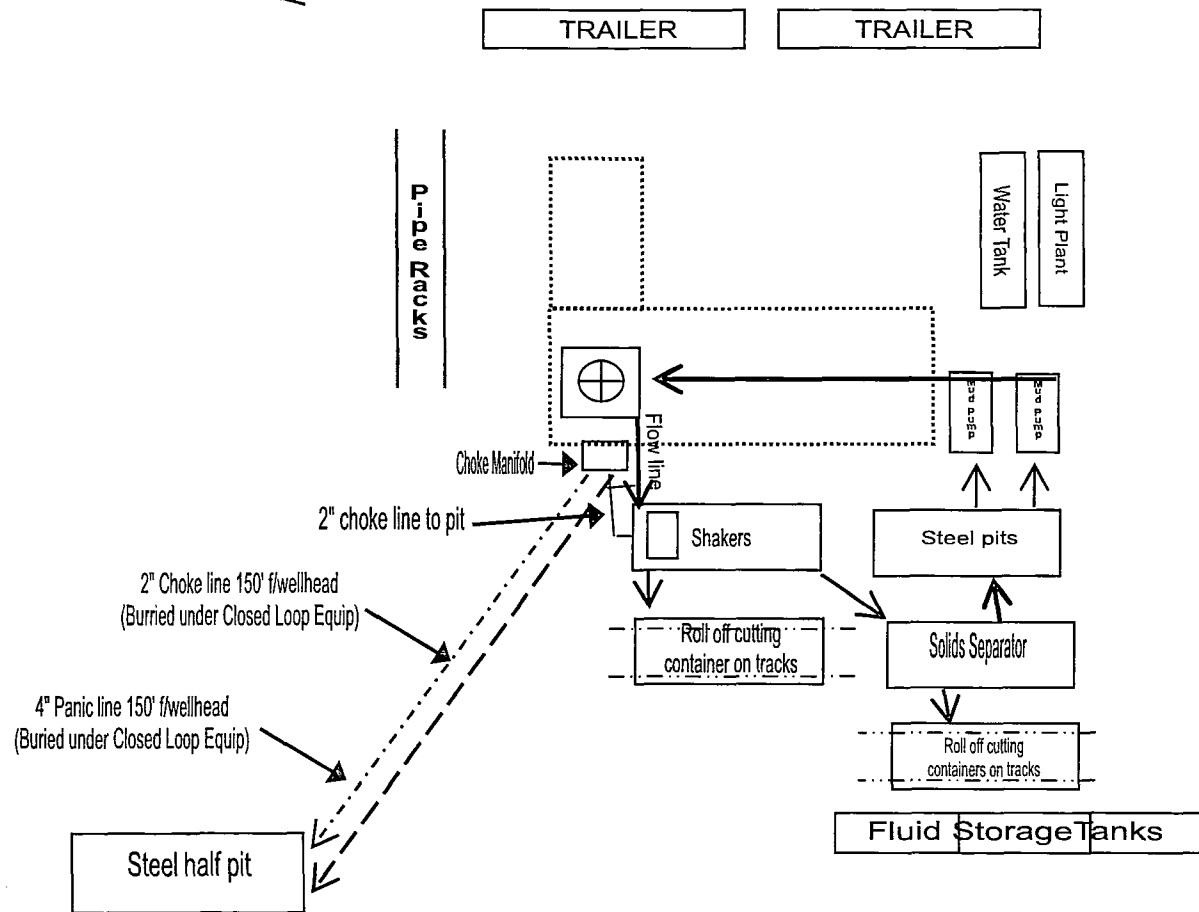 TRAILER
TRAILER
Pipe Racks
Water Tank
Light Plant
Mud pump
Mud pump
Flow line
Choke Manifold
2" choke line to pit
Shakers
Steel pits
2" Choke line 150' f/wellhead
(Burried under Closed Loop Equip)
Roll off cutting
container on tracks
Solids Separator
4" Panic line 150' f/wellhead
(Buried under Closed Loop Equip)
Roll off cutting
containers on tracks
Fluid StorageTanks
Steel half pit